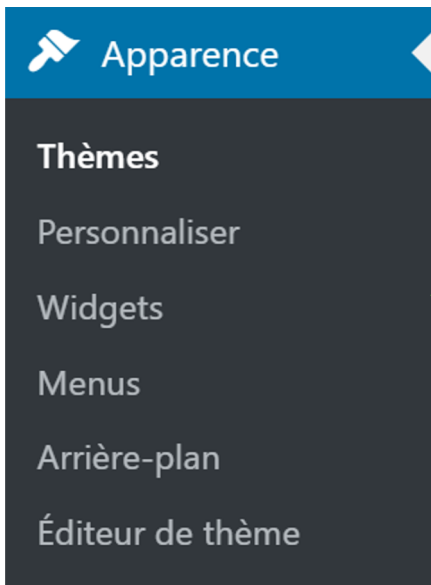 Apparence
Thèmes
Personnaliser
Widgets
Menus
Arrière-plan
Éditeur de thème